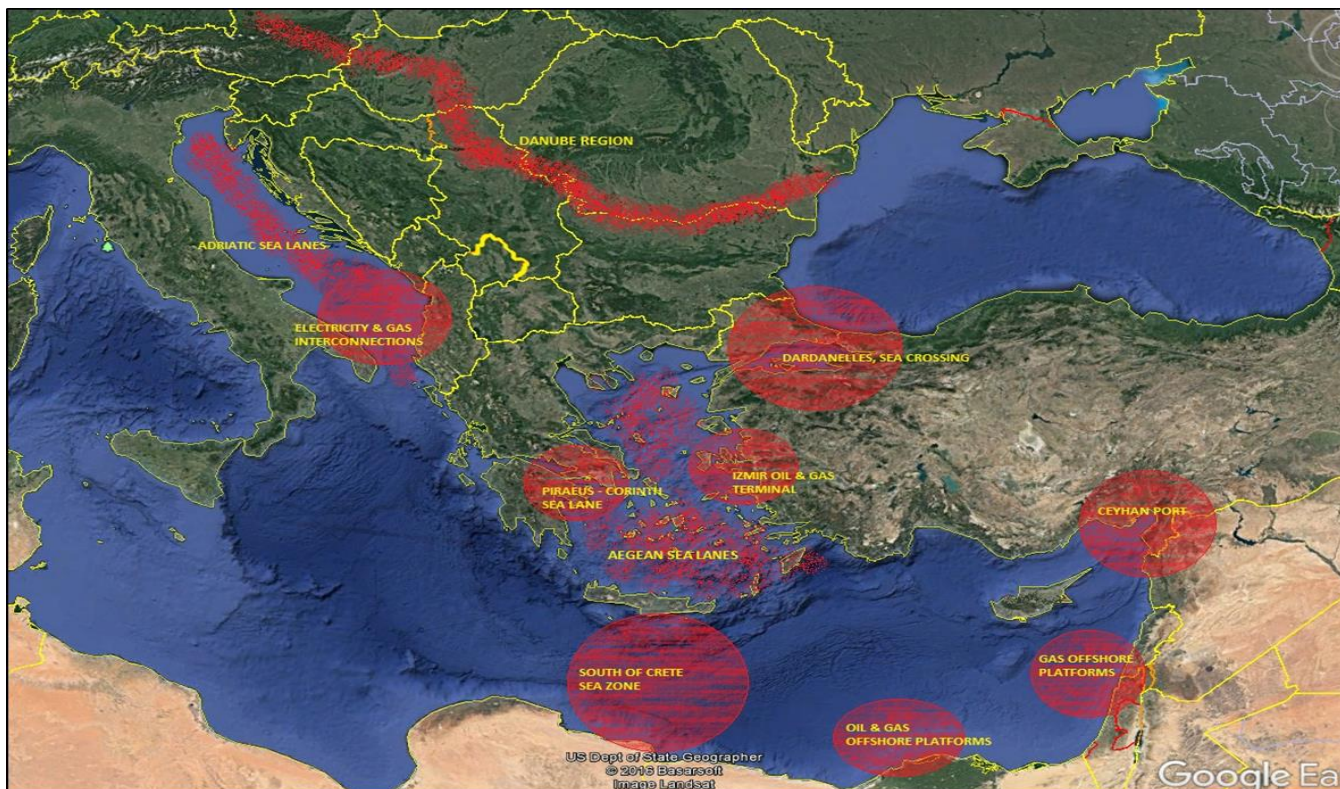 DANUBE REGION
ADRIATIC SEA LANES
ELECTRICITY & GAS
INTERCONNECTIONS
DARDANELLES, SEA CROSSING
PIRAEUS - CORINTH
SEA LANE
IZMIR OIL & GAS
TERMINAL
CEYHAN PORT
AEGEAN SEA LANES
SOUTH OF CRETE
SEA ZONE
GAS OFFSHORE
PLATFORMS
OIL & GAS
OFFSHORE PLATFORMS
US Dept of State Geographer
© 2016 Basarsoft
Image Landsat
Google Ea